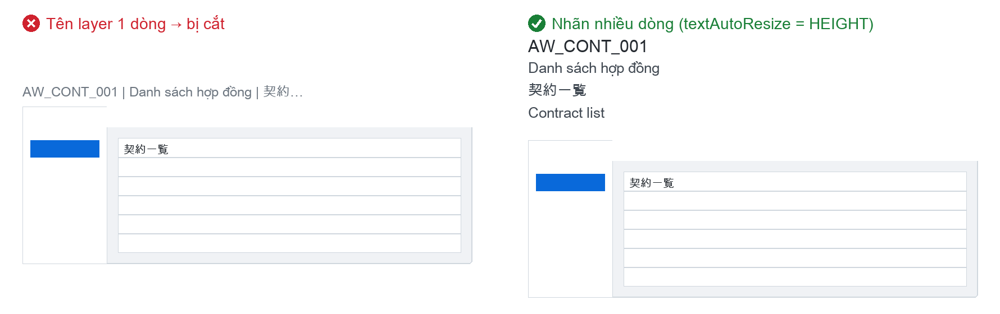 Tên layer 1 dòng → bị cắt
AW_CONT_001 | Danh sách hợp đồng | 契約…
契約一覧
Nhãn nhiều dòng (textAutoResize = HEIGHT)
AW_CONT_001
Danh sách hợp đồng
契約一覧
Contract list
契約一覧